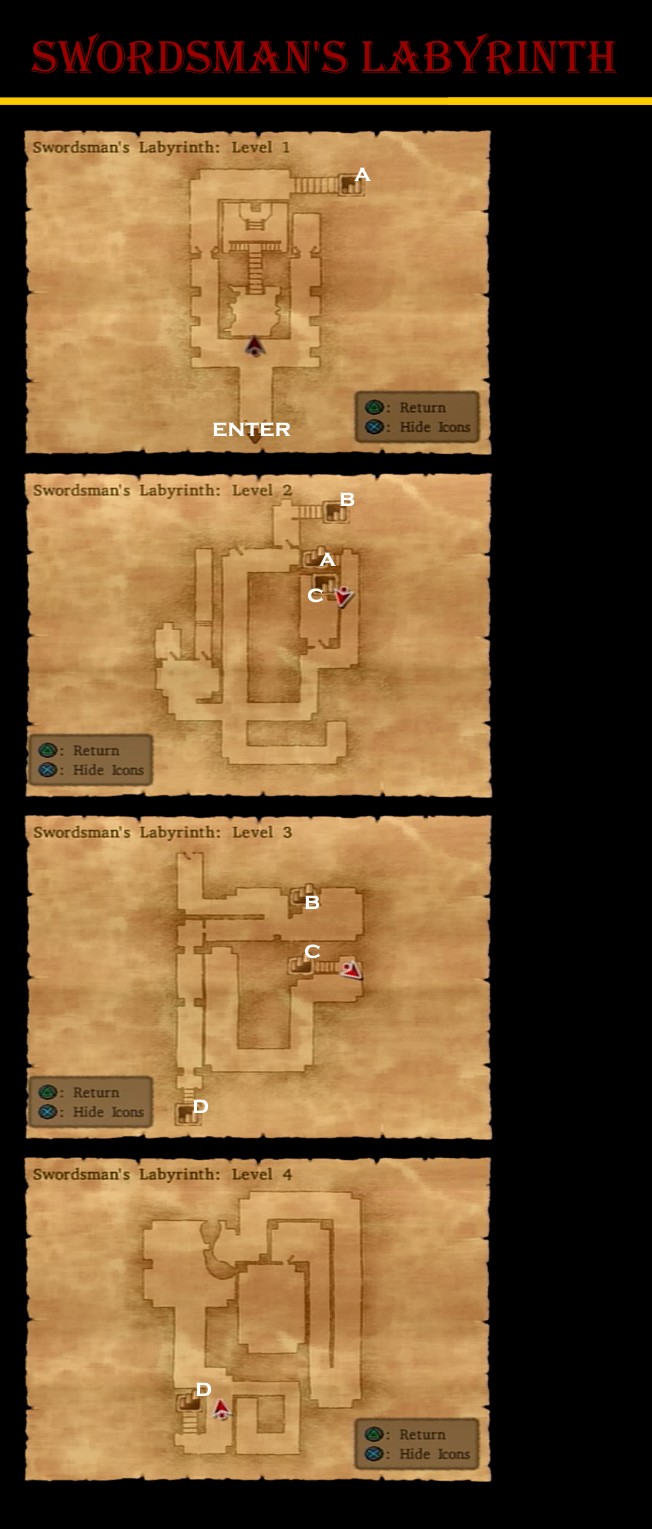 SWORDSMAN'S LABYRINTH
Swordsman's Labyrinth: Level 1
A
ENTER
: Return
: Hide Icons
Swordsman's Labyrinth: Level 2
B
A
C
: Return
: Hide Icons
Swordsman's Labyrinth: Level 3
B
C
: Return
: Hide Icons
D
Swordsman's Labyrinth: Level 4
D
: Return
: Hide Icons